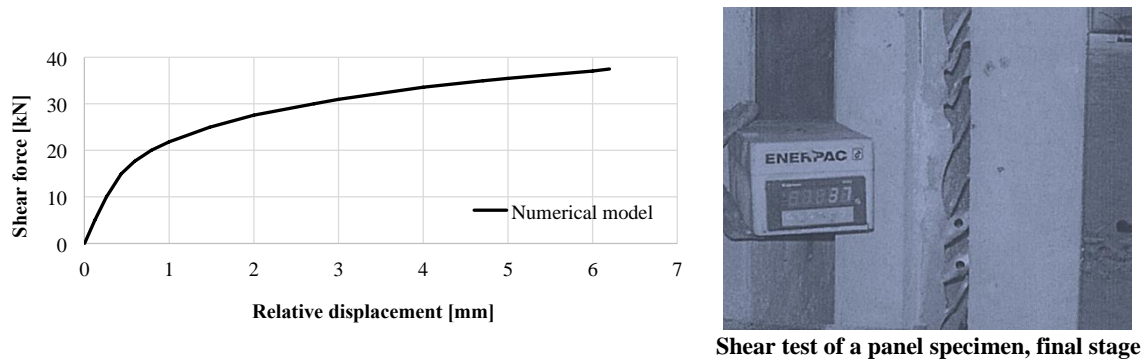 Shear force [kN]
40
30
20
10
0
Numerical model
0 1 2 3 4 5 6 7
Relative displacement [mm]
ENERPAC
37
Shear test of a panel specimen, final stage